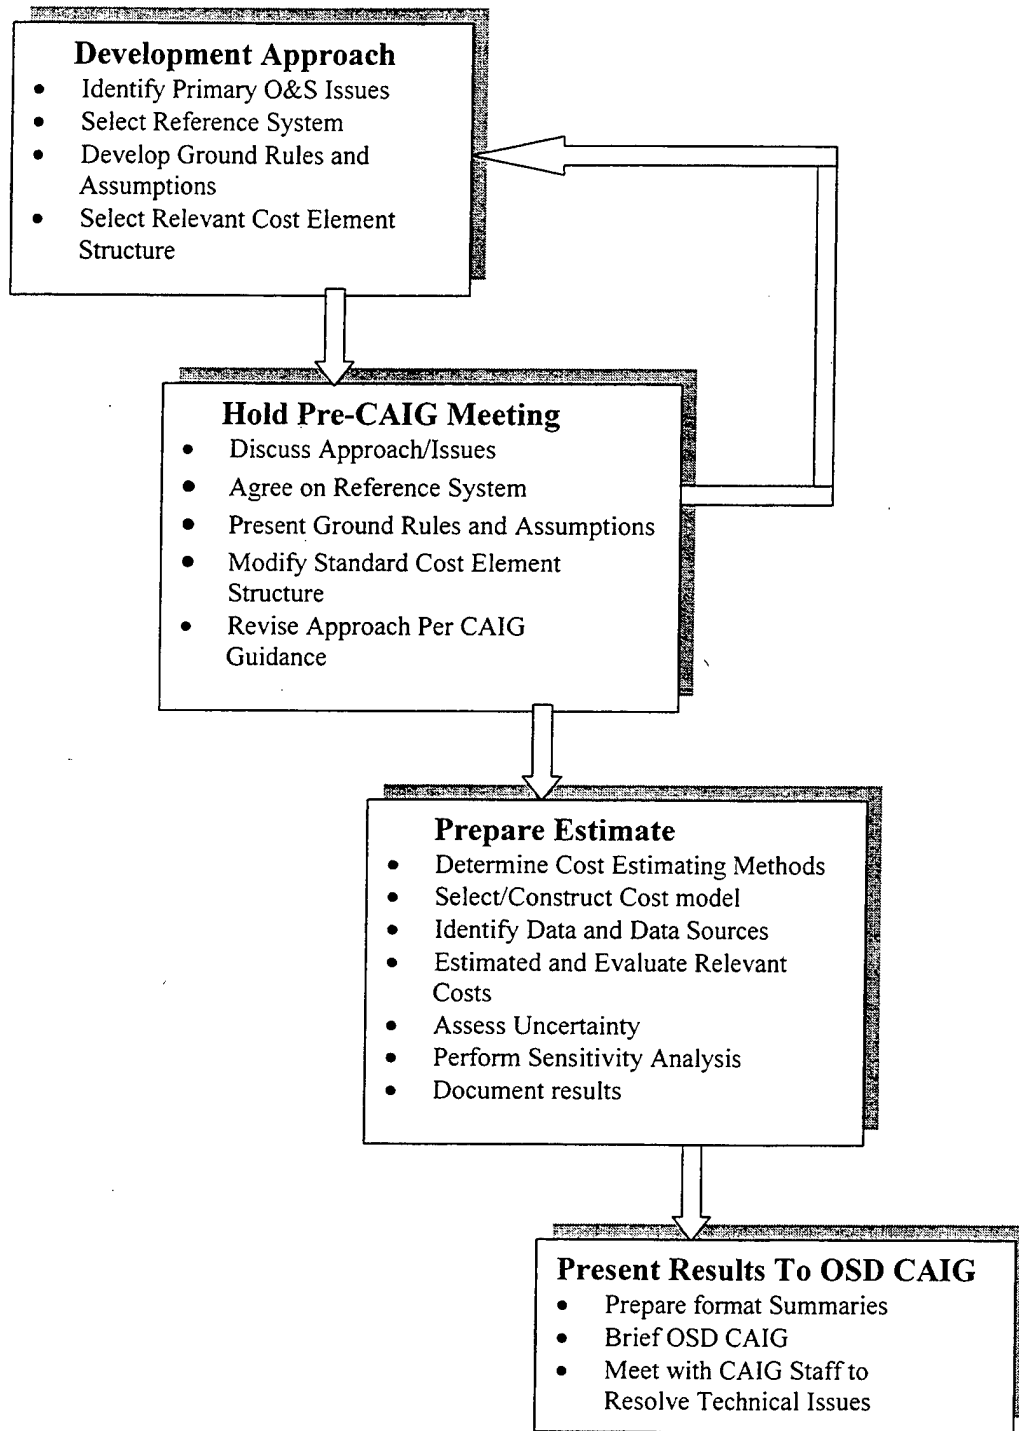 Development Approach
• Identify Primary O&S Issues
• Select Reference System
• Develop Ground Rules and
Assumptions
• Select Relevant Cost Element
Structure
Hold Pre-CAIG Meeting
• Discuss Approach/Issues
• Agree on Reference System
• Present Ground Rules and Assumptions
• Modify Standard Cost Element
Structure
• Revise Approach Per CAIG
Guidance
Prepare Estimate
• Determine Cost Estimating Methods
• Select/Construct Cost model
• Identify Data and Data Sources
• Estimated and Evaluate Relevant
Costs
• Assess Uncertainty
• Perform Sensitivity Analysis
• Document results
Present Results To OSD CAIG
• Prepare format Summaries
• Brief OSD CAIG
• Meet with CAIG Staff to
Resolve Technical Issues